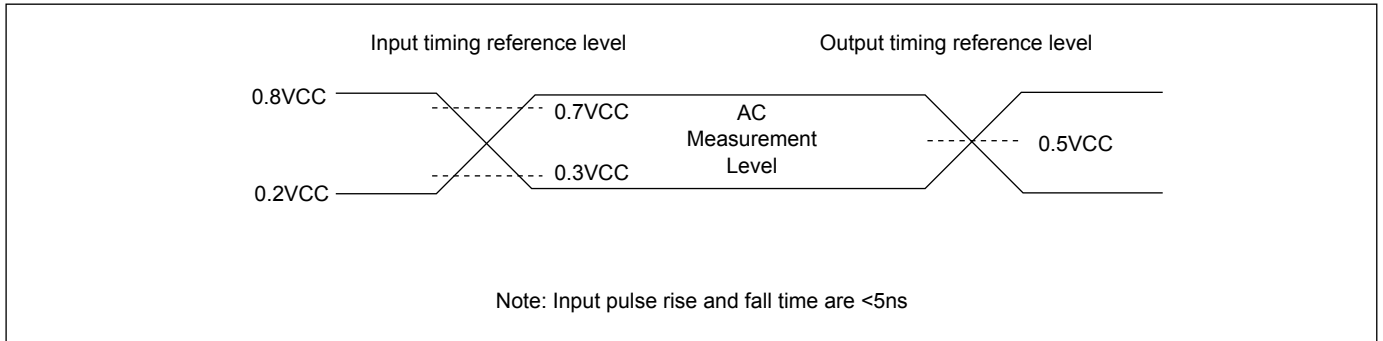 Input timing reference level
Output timing reference level
0.8VCC
0.7VCC
AC
Measurement
Level
0.5VCC
0.3VCC
0.2VCC
Note: Input pulse rise and fall time are <5ns